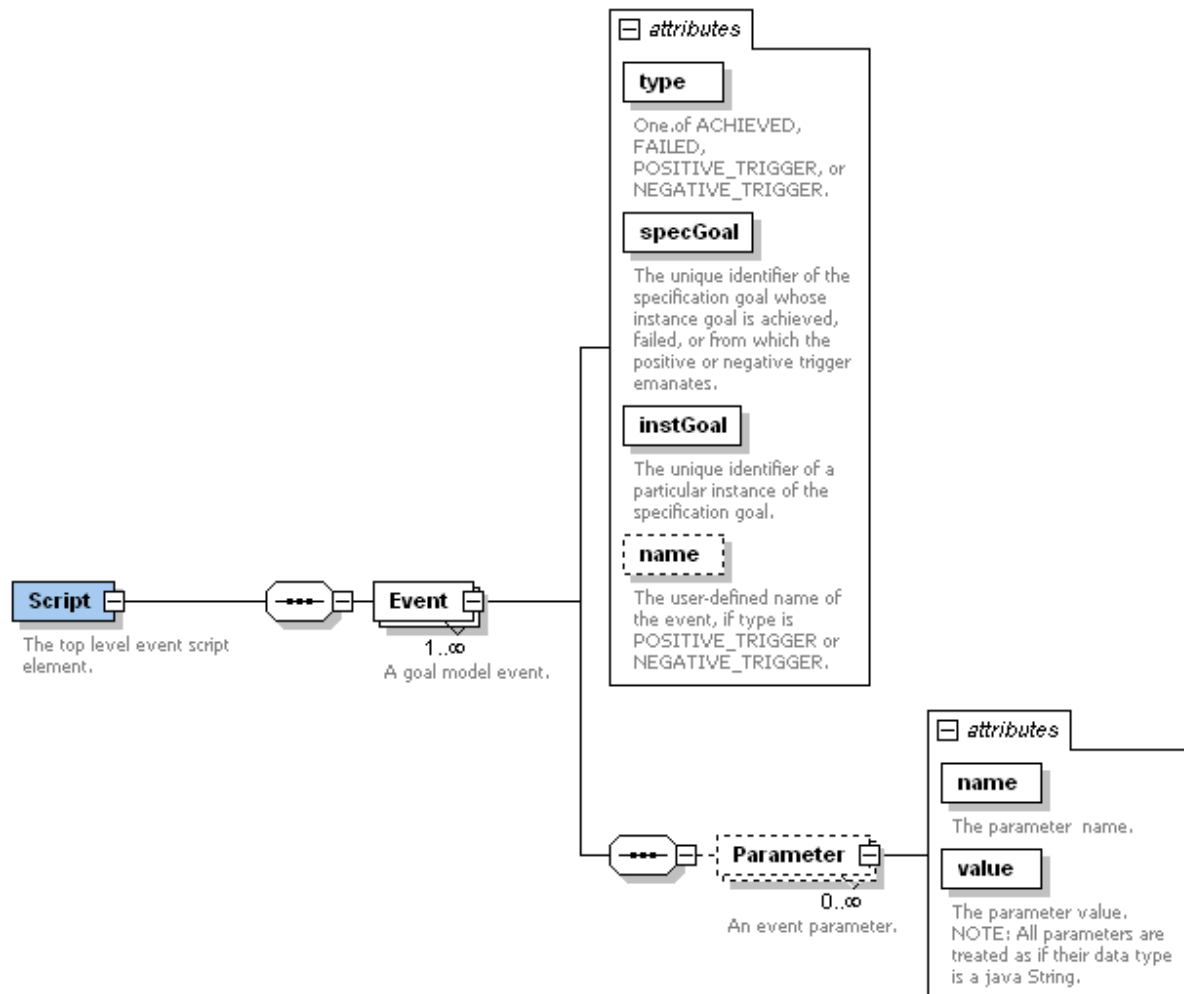 attributes
type
One.of ACHIEVED,
FAILED,
POSITIVE_TRIGGER, or
NEGATIVE_TRIGGER.
specGoal
The unique identifier of the
specification goal whose
instance goal is achieved,
failed, or from which the
positive or negative trigger
emanates.
instGoal
The unique identifier of a
particular instance of the
specification goal.
name
The user-defined name of
the event, if type is
POSITIVE_TRIGGER or
NEGATIVE_TRIGGER.
Script
The top level event script
element.
Event
1..∞
A goal model event.
attributes
name
The parameter name.
value
The parameter value.
NOTE: All parameters are
treated as if their data type
is a java String.
Parameter
0..∞
An event parameter.